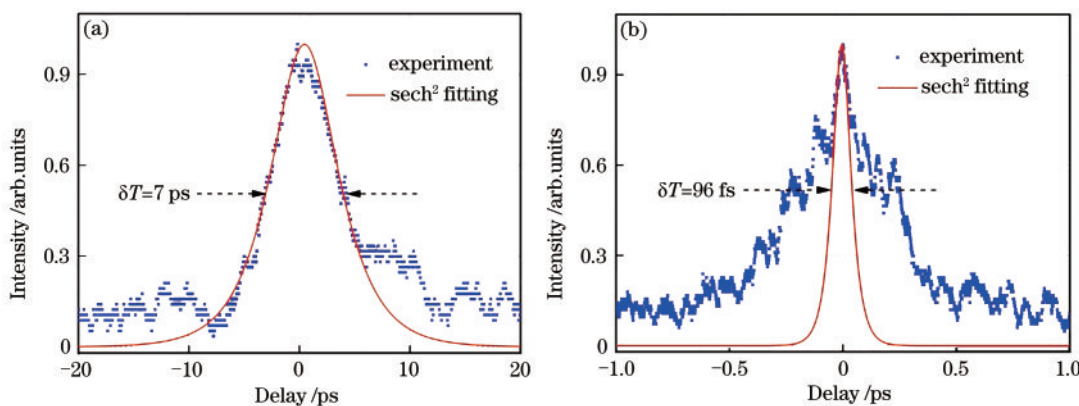 (a)
experiment
sech² fitting
δT=7 ps
0.9
0.6
0.3
0
Intensity /arb.units
-20
-10
0
10
20
Delay /ps
(b)
experiment
sech² fitting
δT=96 fs
0.9
0.6
0.3
0
Intensity /arb.units
-1.0
-0.5
0
0.5
1.0
Delay /ps